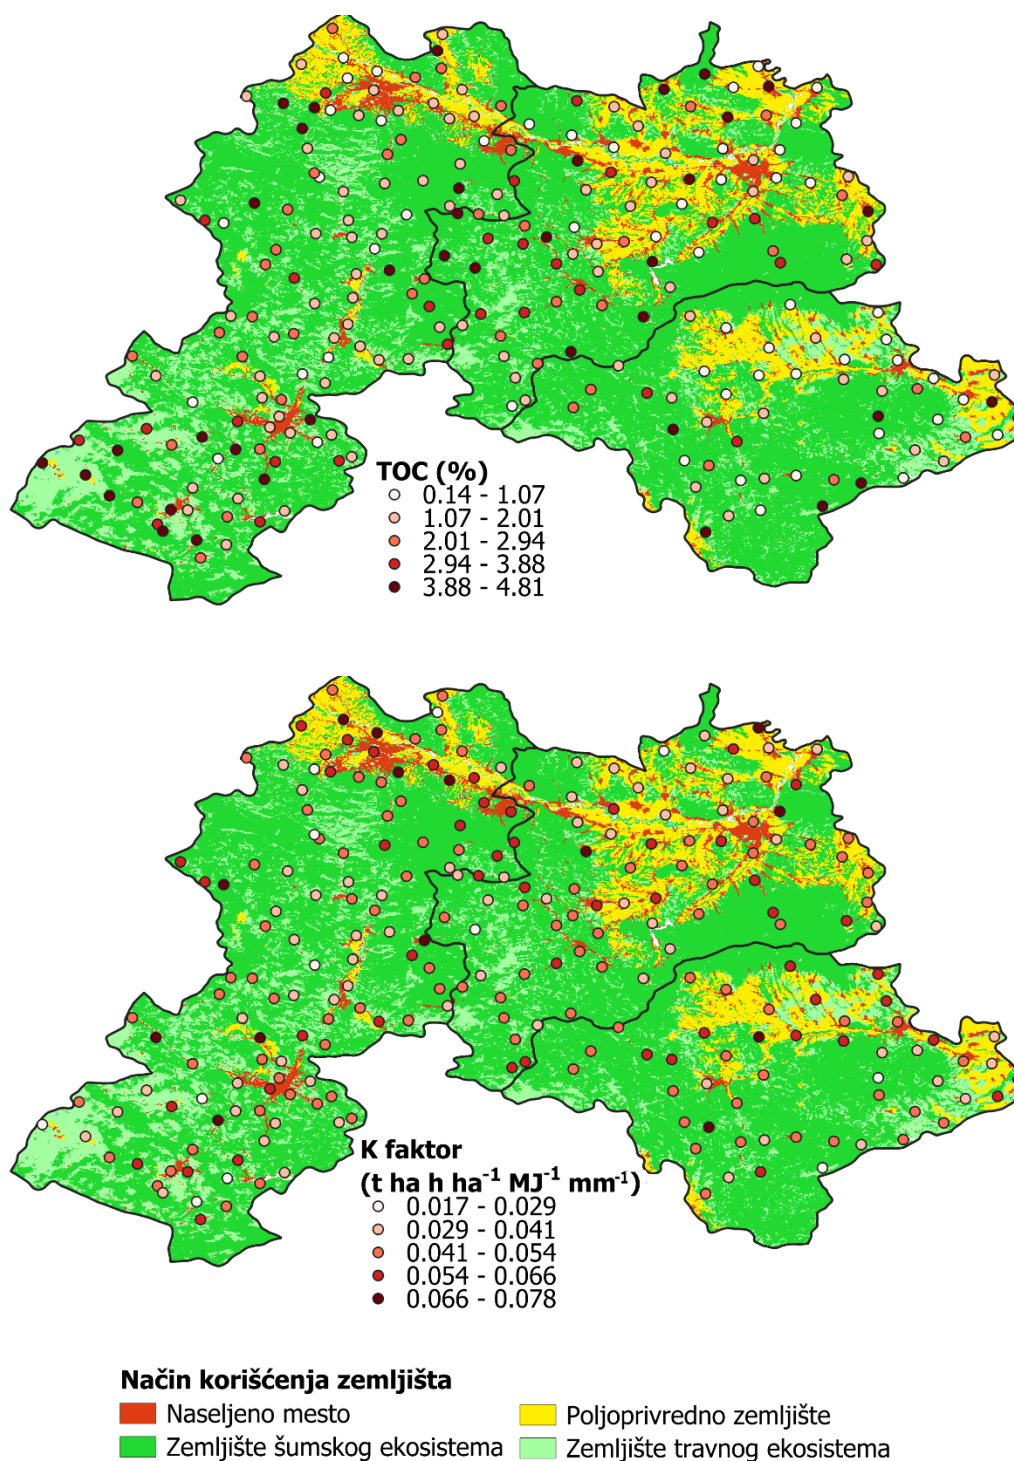 TOC (%)
0.14 - 1.07
1.07 - 2.01
2.01 - 2.94
2.94 - 3.88
3.88 - 4.81
K faktor
(t ha h ha⁻¹ MJ⁻¹ mm⁻¹)
0.017 - 0.029
0.029 - 0.041
0.041 - 0.054
0.054 - 0.066
0.066 - 0.078
Način korišćenja zemljišta
Naseljeno mesto
Poljoprivredno zemljište
Zemljište šumskog ekosistema
Zemljište travnog ekosistema